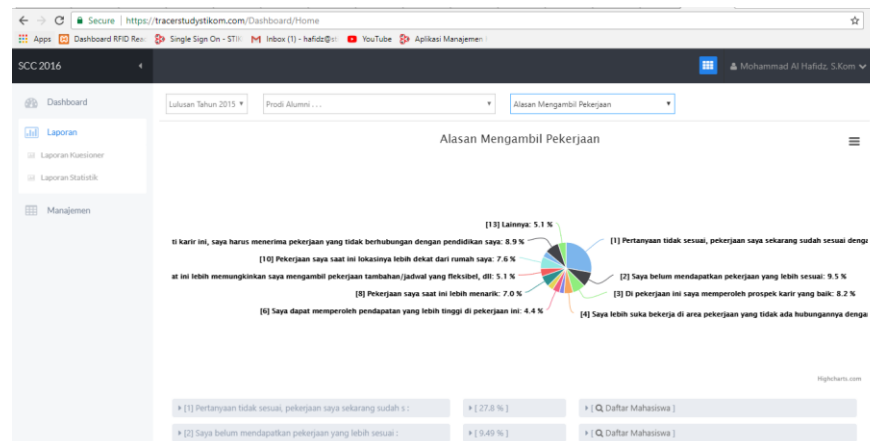 Secure | https://tracerstudystikom.com/Dashboard/Home
Apps Dashboard RFID Rea Single Sign On - STIK Inbox (1) - hafidz@st YouTube Aplikasi Manajemen
SCC 2016 Mohammad Al Hafidz, S.Kom
Dashboard
Laporan
Laporan Kuesioner
Laporan Statistik
Manajemen
Lulusan Tahun 2015 Prodi Alumni . . . Alasan Mengambil Pekerjaan
Alasan Mengambil Pekerjaan
[13] Lainnya: 5.1 %
ti karir ini, saya harus menerima pekerjaan yang tidak berhubungan dengan pendidikan saya: 8.9 %
[1] Pertanyaan tidak sesuai, pekerjaan saya sekarang sudah sesuai denga
[10] Pekerjaan saya saat ini lokasinya lebih dekat dari rumah saya: 7.6 %
at ini lebih memungkinkan saya mengambil pekerjaan tambahan/jadwal yang fleksibel, dll: 5.1 %
[2] Saya belum mendapatkan pekerjaan yang lebih sesuai: 9.5 %
[8] Pekerjaan saya saat ini lebih menarik: 7.0 %
[3] Di pekerjaan ini saya memperoleh prospek karir yang baik: 8.2 %
[6] Saya dapat memperoleh pendapatan yang lebih tinggi di pekerjaan ini: 4.4 %
[4] Saya lebih suka bekerja di area pekerjaan yang tidak ada hubungannya denga
Highcharts.com
[1] Pertanyaan tidak sesuai, pekerjaan saya sekarang sudah s : [ 27.8 % ] [ Daftar Mahasiswa ]
[2] Saya belum mendapatkan pekerjaan yang lebih sesuai : [ 9.49 % ] [ Daftar Mahasiswa ]